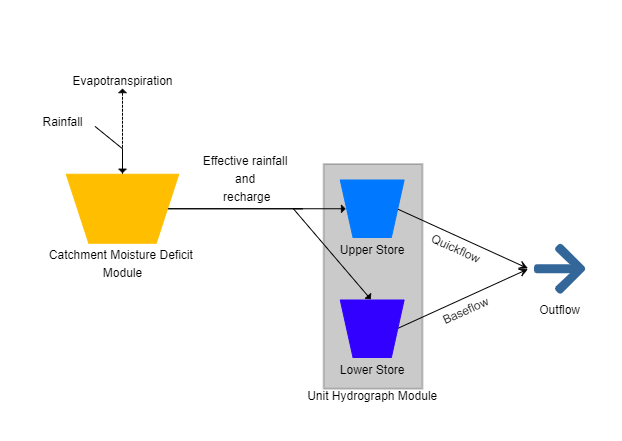 Evapotranspiration
Rainfall
Effective rainfall
and
recharge
Catchment Moisture Deficit
Module
Upper Store
Quickflow
Baseflow
Outflow
Lower Store
Unit Hydrograph Module